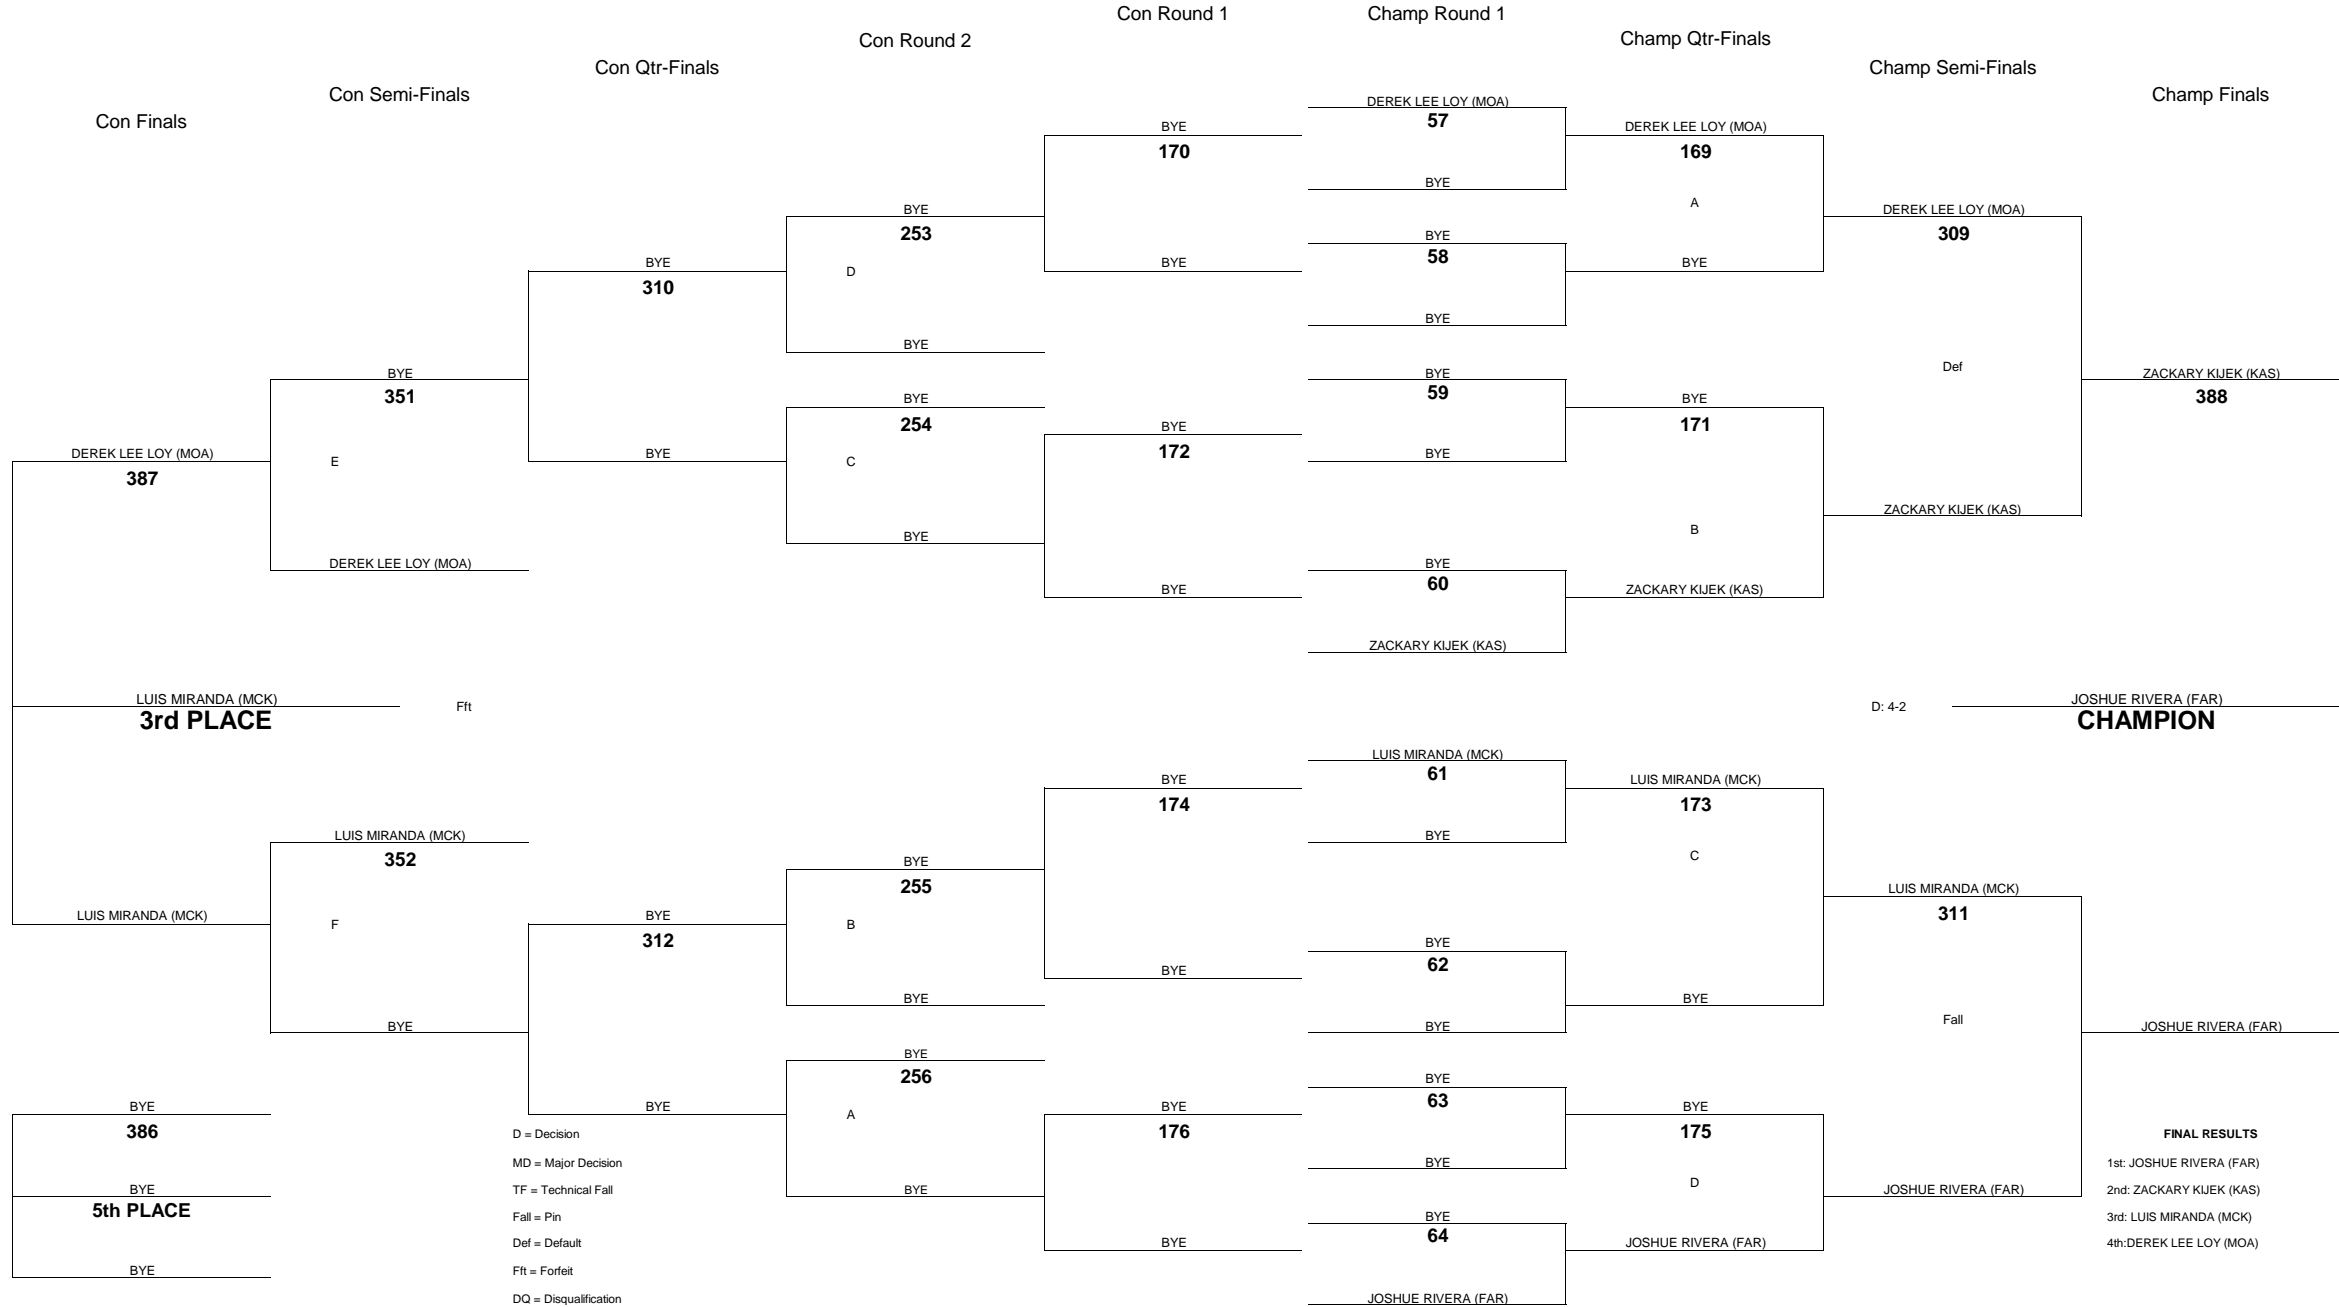 Con Round 1
Champ Round 1
Con Round 2
Champ Qtr-Finals
Con Qtr-Finals
Champ Semi-Finals
Con Semi-Finals
Champ Finals
Con Finals
DEREK LEE LOY (MOA)
57
BYE
BYE
58
BYE
BYE
59
BYE
BYE
60
ZACKARY KIJEK (KAS)
LUIS MIRANDA (MCK)
61
BYE
BYE
62
BYE
BYE
63
BYE
BYE
64
JOSHUE RIVERA (FAR)
DEREK LEE LOY (MOA)
169
A
BYE
BYE
171
B
ZACKARY KIJEK (KAS)
LUIS MIRANDA (MCK)
173
C
BYE
BYE
175
D
JOSHUE RIVERA (FAR)
DEREK LEE LOY (MOA)
309
Def
ZACKARY KIJEK (KAS)
LUIS MIRANDA (MCK)
311
Fall
JOSHUE RIVERA (FAR)
ZACKARY KIJEK (KAS)
388
D: 4-2
JOSHUE RIVERA (FAR)
CHAMPION
JOSHUE RIVERA (FAR)
BYE
170
BYE
BYE
172
BYE
BYE
174
BYE
BYE
176
BYE
BYE
253
D
BYE
BYE
254
C
BYE
BYE
255
B
BYE
BYE
256
A
BYE
BYE
310
BYE
BYE
312
BYE
BYE
351
E
DEREK LEE LOY (MOA)
LUIS MIRANDA (MCK)
352
F
BYE
DEREK LEE LOY (MOA)
387
LUIS MIRANDA (MCK)
3rd PLACE
Fft
LUIS MIRANDA (MCK)
BYE
386
BYE
5th PLACE
BYE
D = Decision
MD = Major Decision
TF = Technical Fall
Fall = Pin
Def = Default
Fft = Forfeit
DQ = Disqualification
FINAL RESULTS
1st: JOSHUE RIVERA (FAR)
2nd: ZACKARY KIJEK (KAS)
3rd: LUIS MIRANDA (MCK)
4th:DEREK LEE LOY (MOA)